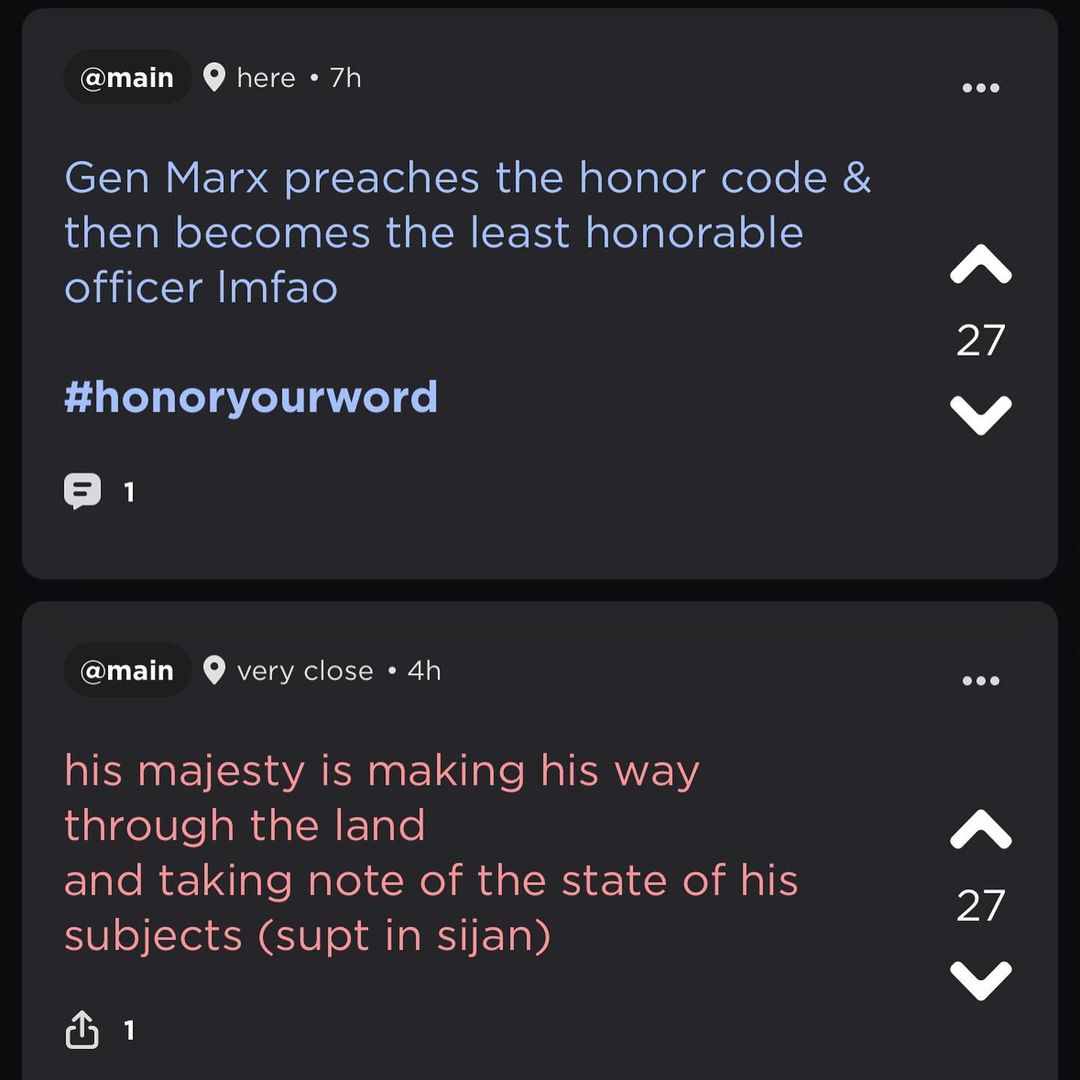 @main here • 7h
Gen Marx preaches the honor code &
then becomes the least honorable
officer lmfao
27
#honoryourword
1
@main very close • 4h
his majesty is making his way
through the land
and taking note of the state of his
subjects (supt in sijan)
27
1